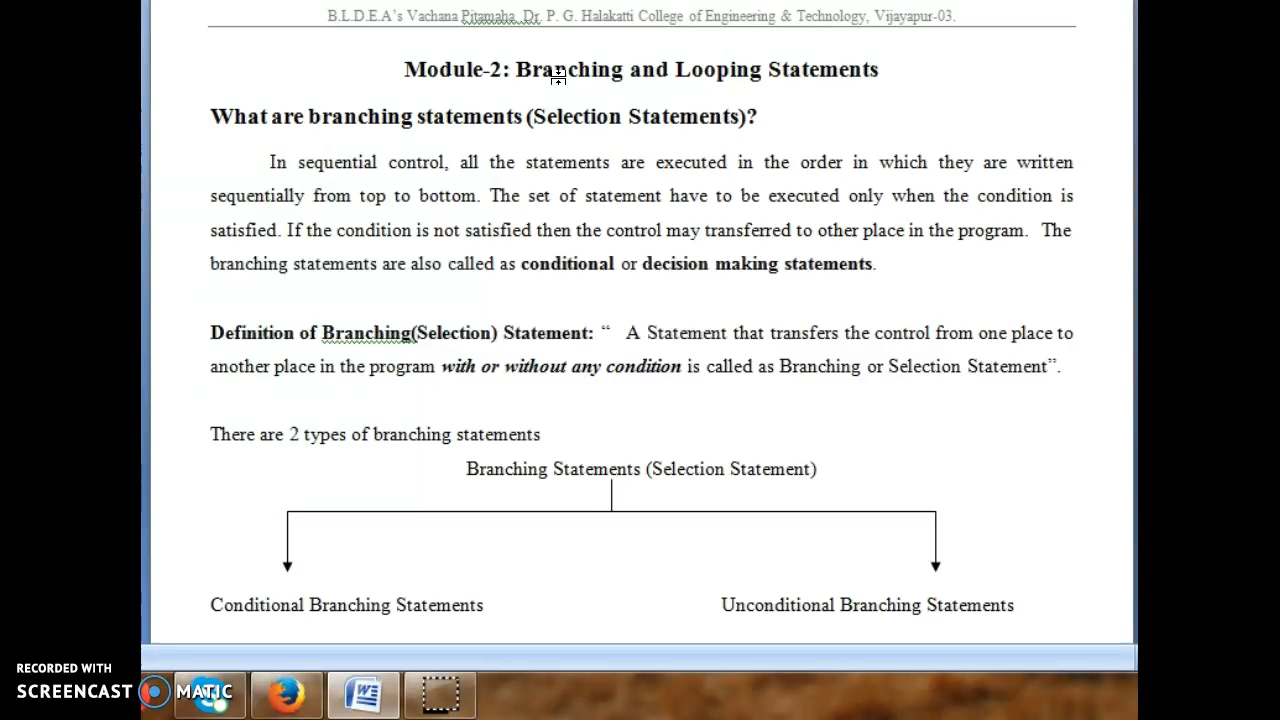 B.L.D.E.A's Vachana Pitamaha, Dr. P. G. Halakatti College of Engineering & Technology, Vijayapur-03.
Module-2: Branching and Looping Statements
What are branching statements (Selection Statements)?
In sequential control, all the statements are executed in the order in which they are written
sequentially from top to bottom. The set of statement have to be executed only when the condition is
satisfied. If the condition is not satisfied then the control may transferred to other place in the program. The
branching statements are also called as conditional or decision making statements.
Definition of Branching(Selection) Statement: “ A Statement that transfers the control from one place to
another place in the program with or without any condition is called as Branching or Selection Statement”.
There are 2 types of branching statements
Branching Statements (Selection Statement)
Conditional Branching Statements Unconditional Branching Statements
RECORDED WITH
SCREENCAST MATIC